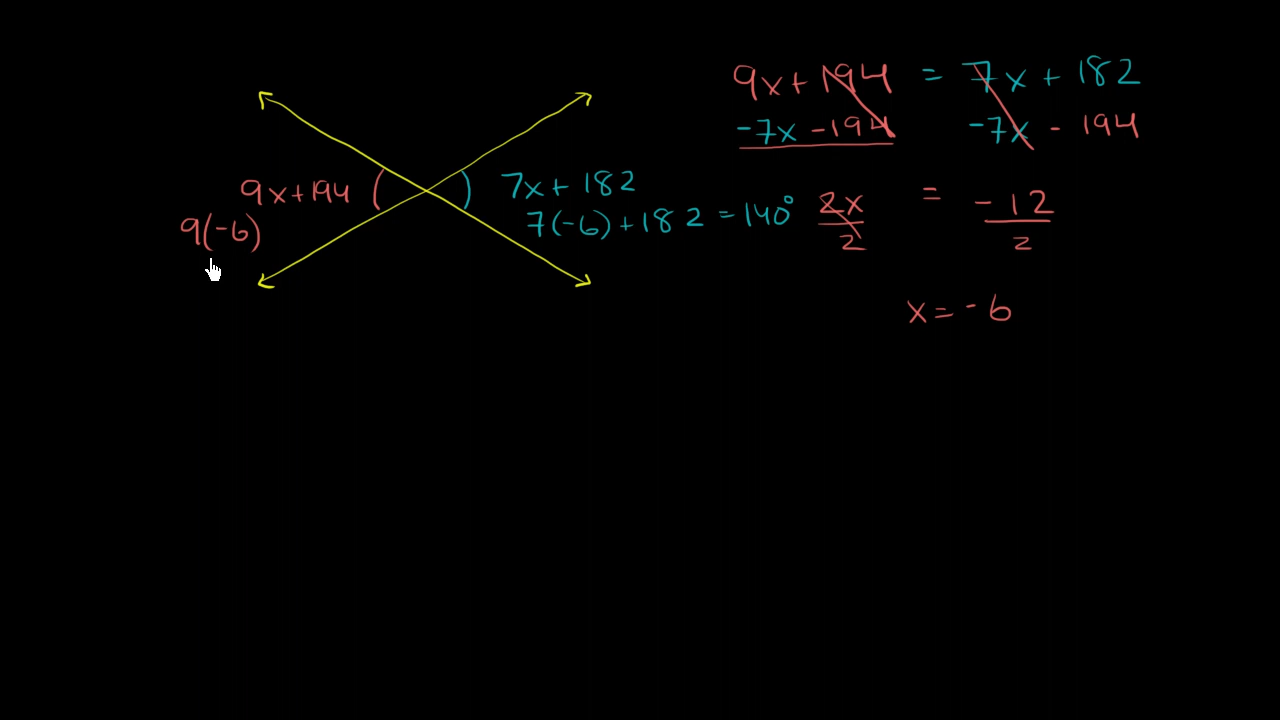 9x+194 = 7x + 182
-7x -194 -7x - 194
9x+194 7x+ 182
9(-6) 7(-6)+182 = 140°
2x/2 = -12/2
x = -6